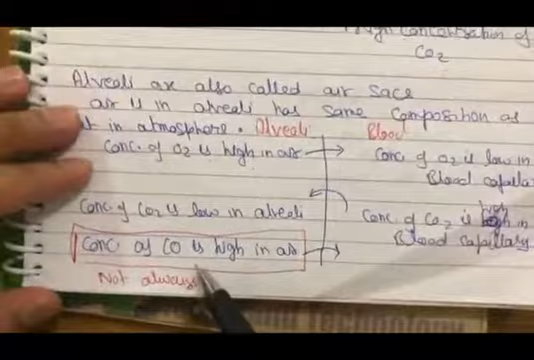 High Concentration of
CO2
Alveoli are also called air sacs
air is in alveoli has same composition as
in atmosphere. Alveoli Blood
Conc. of O2 is high in air
Conc of O2 is low in
Blood capilla
Conc of CO2 is low in alveoli
Conc of CO2 is high in
Blood capillary
Conc of CO is high in air
Not always